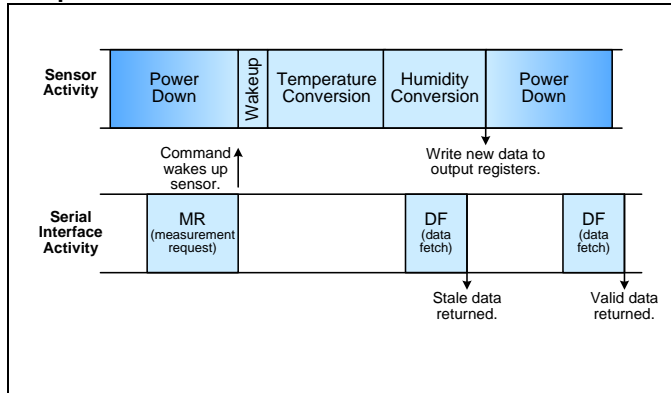 Sensor
Activity
Power
Down
Wakeup
Temperature
Conversion
Humidity
Conversion
Power
Down
Command
wakes up
sensor.
Write new data to
output registers.
Serial
Interface
Activity
MR
(measurement
request)
DF
(data
fetch)
DF
(data
fetch)
Stale data
returned.
Valid data
returned.